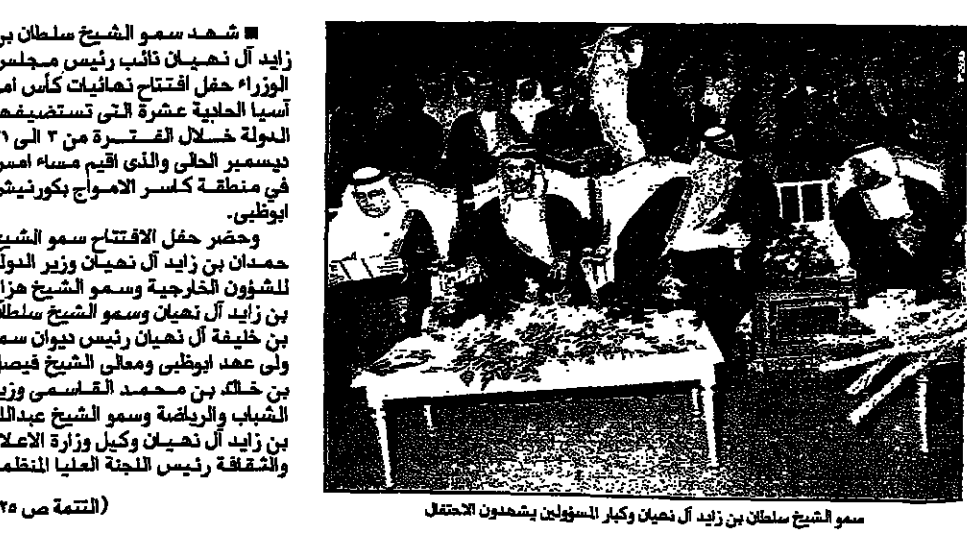 ■ شهد سمو الشيخ سلطان بن
زايد آل نهيان نائب رئيس مجلس
الوزراء حفل افتتاح نهائيات كأس امم
آسيا الحادية عشرة التي تستضيفها
الدولة خلال الفترة من ٣ الى ٢١
ديسمبر الحالي والذي اقيم مساء امس
في منطقة كاسر الامواج بكورنيش
ابوظبي.
وحضر حفل الافتتاح سمو الشيخ
حمدان بن زايد آل نهيان وزير الدولة
للشؤون الخارجية وسمو الشيخ هزاع
بن زايد آل نهيان وسمو الشيخ سلطان
بن خليفة آل نهيان رئيس ديوان سمو
ولي عهد ابوظبي ومعالي الشيخ فيصل
بن خالد بن محمد القاسمي وزير
الشباب والرياضة وسمو الشيخ عبدالله
بن زايد آل نهيان وكيل وزارة الاعلام
والثقافة رئيس اللجنة العليا المنظمة
(التتمة ص ٢٥
سمو الشيخ سلطان بن زايد آل نهيان وكبار المسؤولين يشهدون الاحتفال